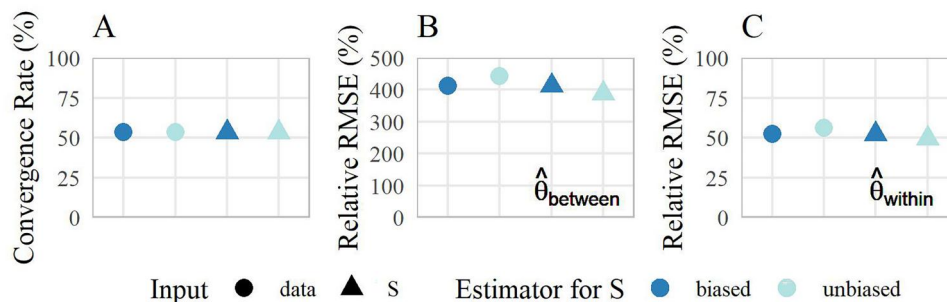 A
Convergence Rate (%)
100
75
50
25
0
B
Relative RMSE (%)
500
400
300
200
100
0
θ̂between
C
Relative RMSE (%)
100
75
50
25
0
θ̂within
Input data S Estimator for S biased unbiased